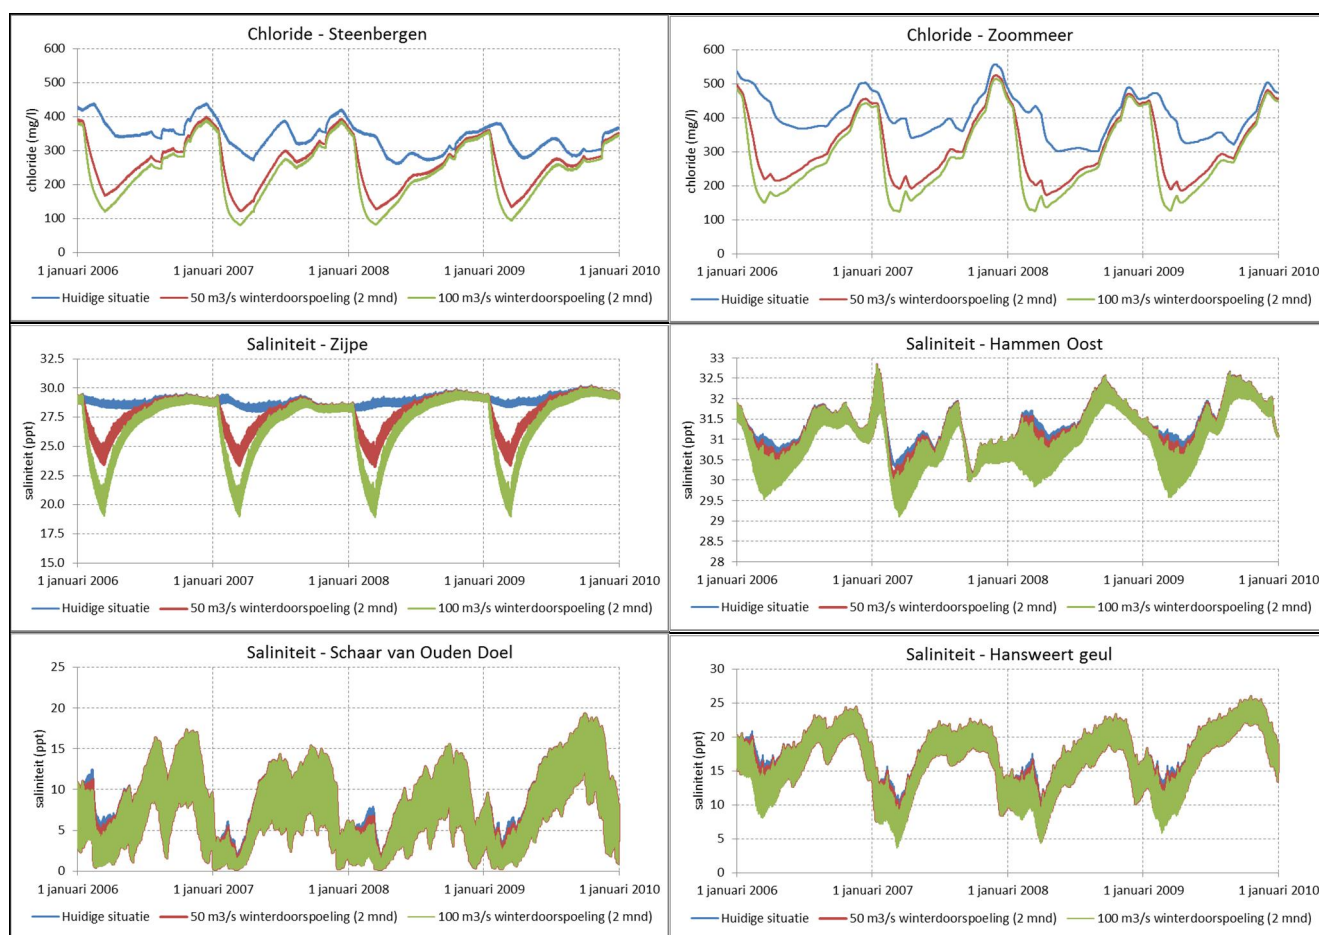 Chloride - Steenbergen
600
500
400
300
200
100
0
chloride (mg/l)
1 januari 2006 1 januari 2007 1 januari 2008 1 januari 2009 1 januari 2010
Huidige situatie 50 m3/s winterdoorspoeling (2 mnd) 100 m3/s winterdoorspoeling (2 mnd)
Chloride - Zoommeer
600
500
400
300
200
100
0
chloride (mg/l)
1 januari 2006 1 januari 2007 1 januari 2008 1 januari 2009 1 januari 2010
Huidige situatie 50 m3/s winterdoorspoeling (2 mnd) 100 m3/s winterdoorspoeling (2 mnd)
Saliniteit - Zijpe
32.5
30.0
27.5
25.0
22.5
20.0
17.5
15.0
saliniteit (ppt)
1 januari 2006 1 januari 2007 1 januari 2008 1 januari 2009 1 januari 2010
Huidige situatie 50 m3/s winterdoorspoeling (2 mnd) 100 m3/s winterdoorspoeling (2 mnd)
Saliniteit - Hammen Oost
33
32.5
32
31.5
31
30.5
30
29.5
29
28.5
28
saliniteit (ppt)
1 januari 2006 1 januari 2007 1 januari 2008 1 januari 2009 1 januari 2010
Huidige situatie 50 m3/s winterdoorspoeling (2 mnd) 100 m3/s winterdoorspoeling (2 mnd)
Saliniteit - Schaar van Ouden Doel
25
20
15
10
5
0
saliniteit (ppt)
1 januari 2006 1 januari 2007 1 januari 2008 1 januari 2009 1 januari 2010
Huidige situatie 50 m3/s winterdoorspoeling (2 mnd) 100 m3/s winterdoorspoeling (2 mnd)
Saliniteit - Hansweert geul
30
25
20
15
10
5
0
saliniteit (ppt)
1 januari 2006 1 januari 2007 1 januari 2008 1 januari 2009 1 januari 2010
Huidige situatie 50 m3/s winterdoorspoeling (2 mnd) 100 m3/s winterdoorspoeling (2 mnd)